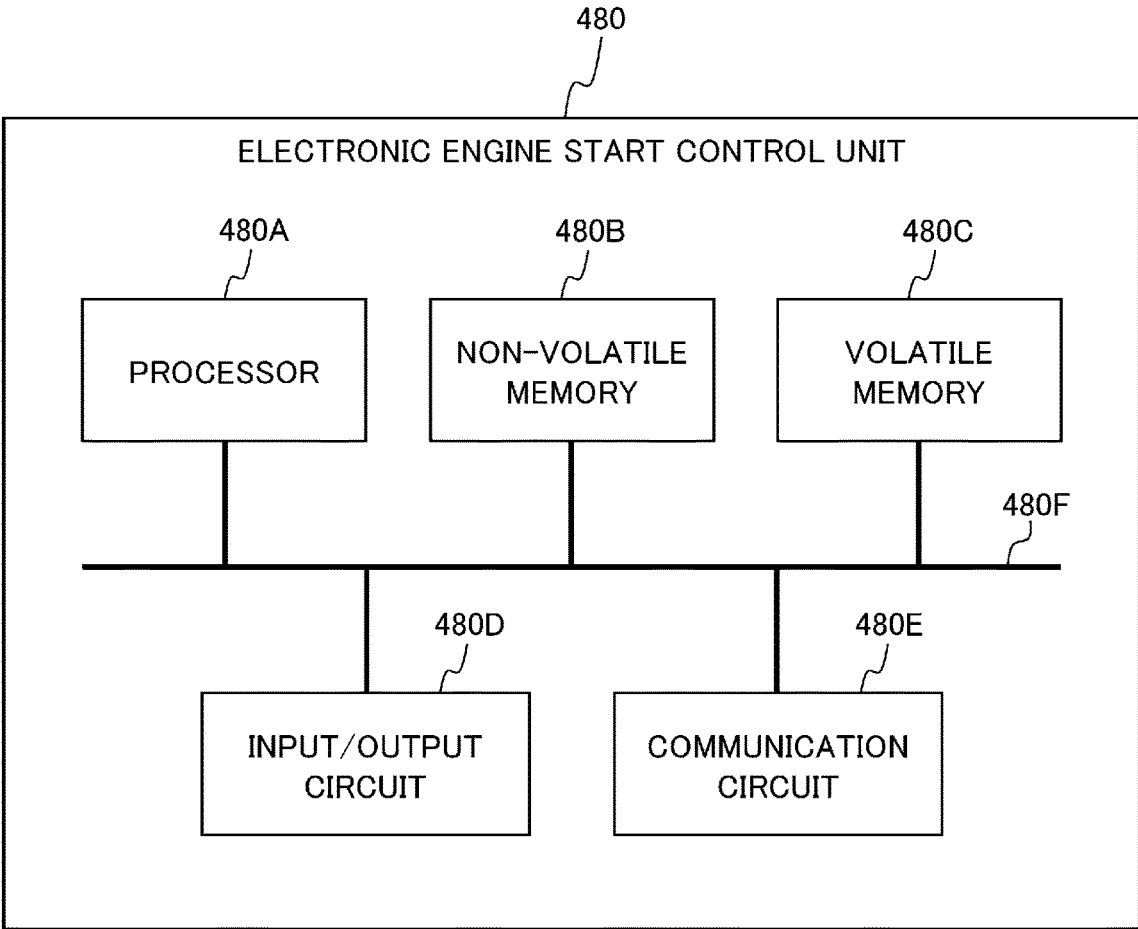 480
ELECTRONIC ENGINE START CONTROL UNIT
480A
480B
480C
PROCESSOR
NON-VOLATILE
MEMORY
VOLATILE
MEMORY
480F
480D
480E
INPUT/OUTPUT
CIRCUIT
COMMUNICATION
CIRCUIT